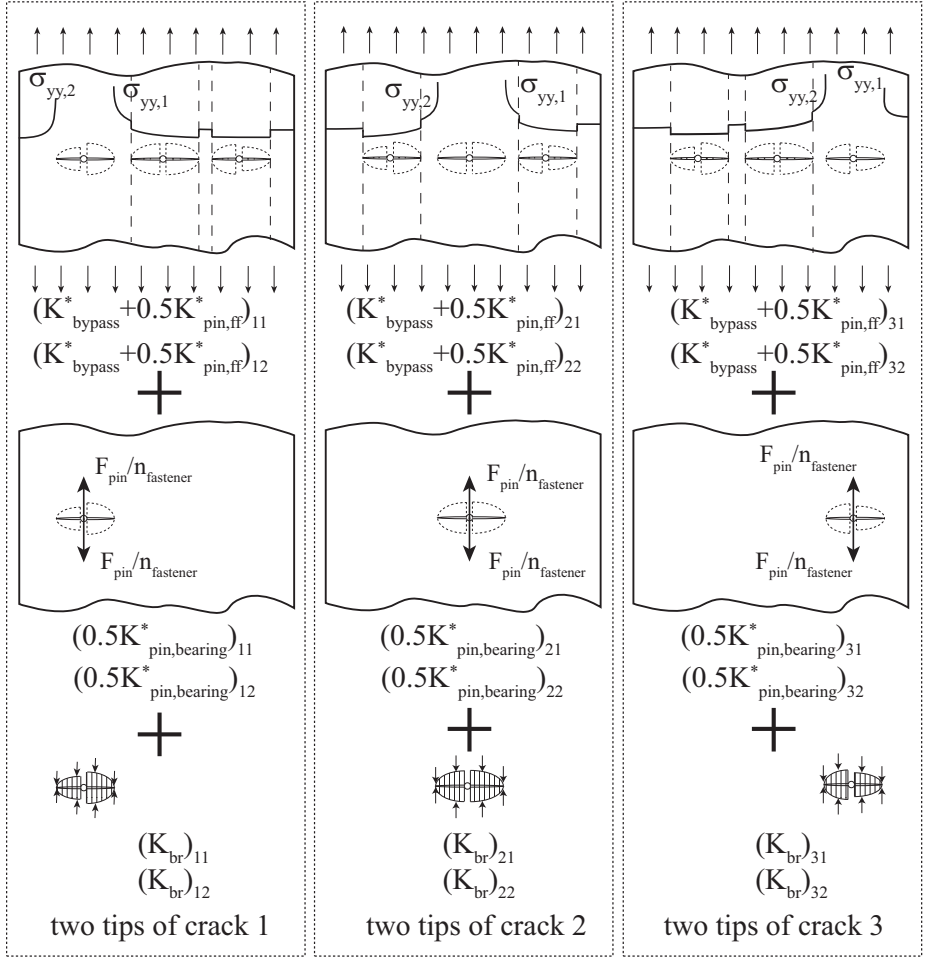 σyy,2 σyy,1
(K*bypass+0.5K*pin,ff)11
(K*bypass+0.5K*pin,ff)12
+
Fpin/nfastener
Fpin/nfastener
(0.5K*pin,bearing)11
(0.5K*pin,bearing)12
+
(Kbr)11
(Kbr)12
two tips of crack 1
σyy,2 σyy,1
(K*bypass+0.5K*pin,ff)21
(K*bypass+0.5K*pin,ff)22
+
Fpin/nfastener
Fpin/nfastener
(0.5K*pin,bearing)21
(0.5K*pin,bearing)22
+
(Kbr)21
(Kbr)22
two tips of crack 2
σyy,2 σyy,1
(K*bypass+0.5K*pin,ff)31
(K*bypass+0.5K*pin,ff)32
+
Fpin/nfastener
Fpin/nfastener
(0.5K*pin,bearing)31
(0.5K*pin,bearing)32
+
(Kbr)31
(Kbr)32
two tips of crack 3